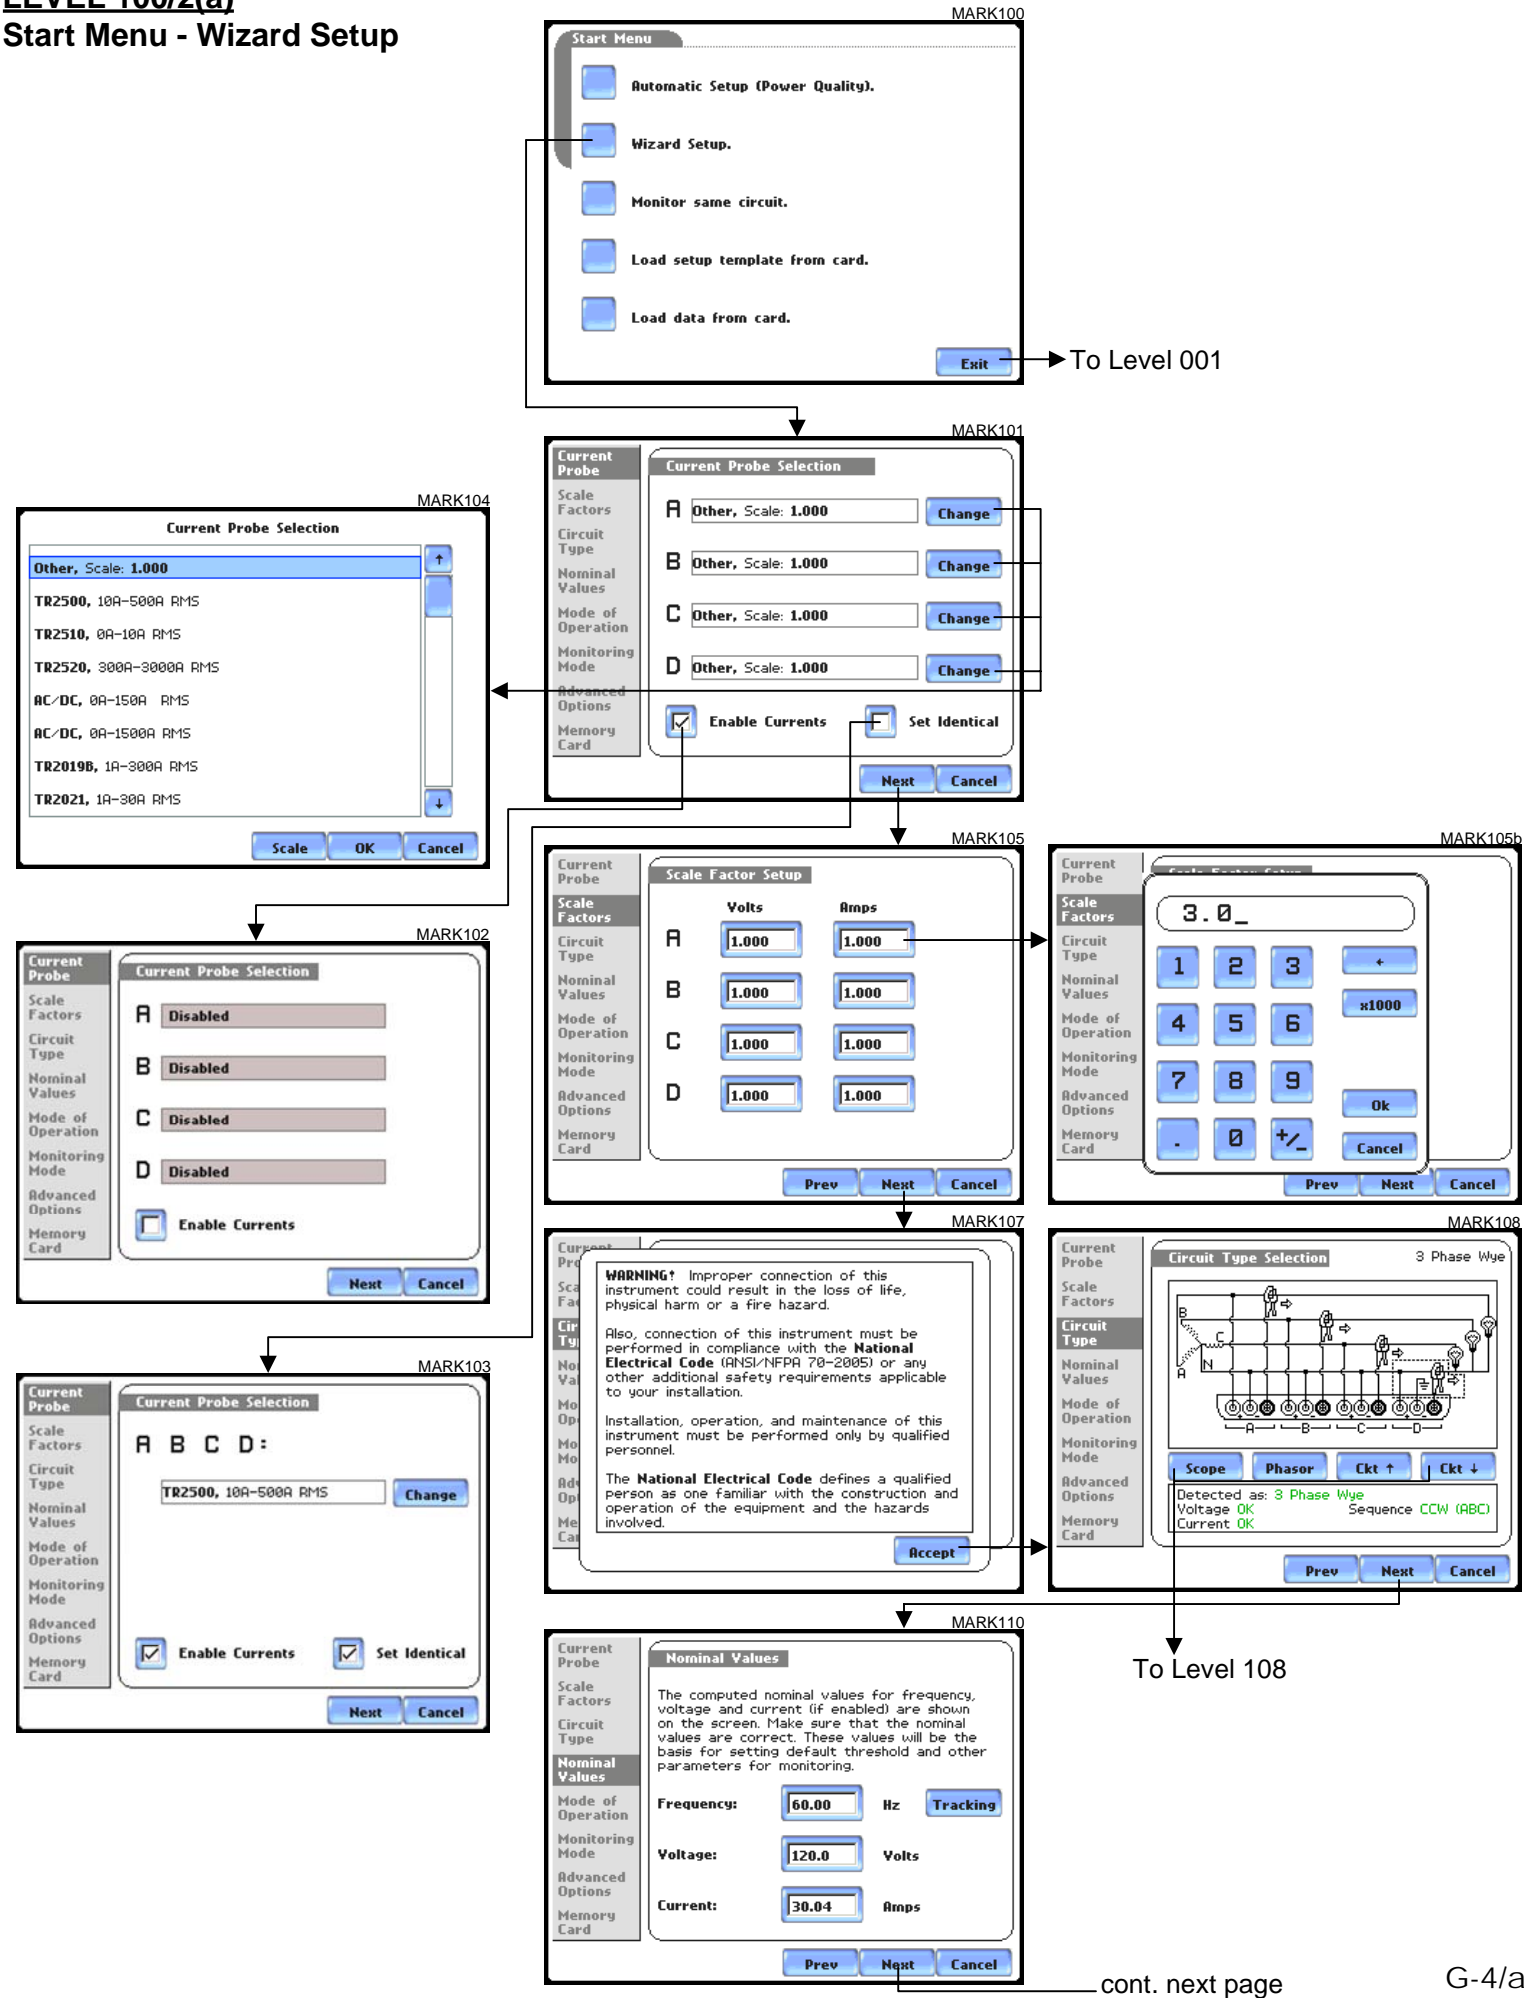 LEVEL 100/2(a)
Start Menu - Wizard Setup
MARK100
Start Menu
Automatic Setup (Power Quality).
Wizard Setup.
Monitor same circuit.
Load setup template from card.
Load data from card.
Exit
To Level 001
MARK101
Current Probe
Scale Factors
Circuit Type
Nominal Values
Mode of Operation
Monitoring Mode
Advanced Options
Memory Card
Current Probe Selection
A Other, Scale: 1.000 Change
B Other, Scale: 1.000 Change
C Other, Scale: 1.000 Change
D Other, Scale: 1.000 Change
Enable Currents Set Identical
Next Cancel
MARK104
Current Probe Selection
Other, Scale: 1.000
TR2500, 10A-500A RMS
TR2510, 0A-10A RMS
TR2520, 300A-3000A RMS
AC/DC, 0A-150A RMS
AC/DC, 0A-1500A RMS
TR2019B, 1A-300A RMS
TR2021, 1A-30A RMS
Scale OK Cancel
MARK105
Current Probe
Scale Factors
Circuit Type
Nominal Values
Mode of Operation
Monitoring Mode
Advanced Options
Memory Card
Scale Factor Setup
Volts Amps
A 1.000 1.000
B 1.000 1.000
C 1.000 1.000
D 1.000 1.000
Prev Next Cancel
MARK105b
Current Probe
Scale Factors
Circuit Type
Nominal Values
Mode of Operation
Monitoring Mode
Advanced Options
Memory Card
Scale Factor Setup
3.0_
1 2 3 ←
x1000
4 5 6
7 8 9
Ok
. 0 +/-
Cancel
Prev Next Cancel
MARK102
Current Probe
Scale Factors
Circuit Type
Nominal Values
Mode of Operation
Monitoring Mode
Advanced Options
Memory Card
Current Probe Selection
A Disabled
B Disabled
C Disabled
D Disabled
Enable Currents
Next Cancel
MARK107
WARNING! Improper connection of this
instrument could result in the loss of life,
physical harm or a fire hazard.
Also, connection of this instrument must be
performed in compliance with the National
Electrical Code (ANSI/NFPA 70-2005) or any
other additional safety requirements applicable
to your installation.
Installation, operation, and maintenance of this
instrument must be performed only by qualified
personnel.
The National Electrical Code defines a qualified
person as one familiar with the construction and
operation of the equipment and the hazards
involved.
Accept
MARK108
Current Probe
Scale Factors
Circuit Type
Nominal Values
Mode of Operation
Monitoring Mode
Advanced Options
Memory Card
Circuit Type Selection 3 Phase Wye
B
C
N
A
A B C D
Scope Phasor Ckt ↑ Ckt ↓
Detected as: 3 Phase Wye
Voltage OK Sequence CCW (ABC)
Current OK
Prev Next Cancel
To Level 108
MARK103
Current Probe
Scale Factors
Circuit Type
Nominal Values
Mode of Operation
Monitoring Mode
Advanced Options
Memory Card
Current Probe Selection
A B C D:
TR2500, 10A-500A RMS Change
Enable Currents Set Identical
Next Cancel
MARK110
Current Probe
Scale Factors
Circuit Type
Nominal Values
Mode of Operation
Monitoring Mode
Advanced Options
Memory Card
Nominal Values
The computed nominal values for frequency,
voltage and current (if enabled) are shown
on the screen. Make sure that the nominal
values are correct. These values will be the
basis for setting default threshold and other
parameters for monitoring.
Frequency: 60.00 Hz Tracking
Voltage: 120.0 Volts
Current: 30.04 Amps
Prev Next Cancel
cont. next page
G-4/a